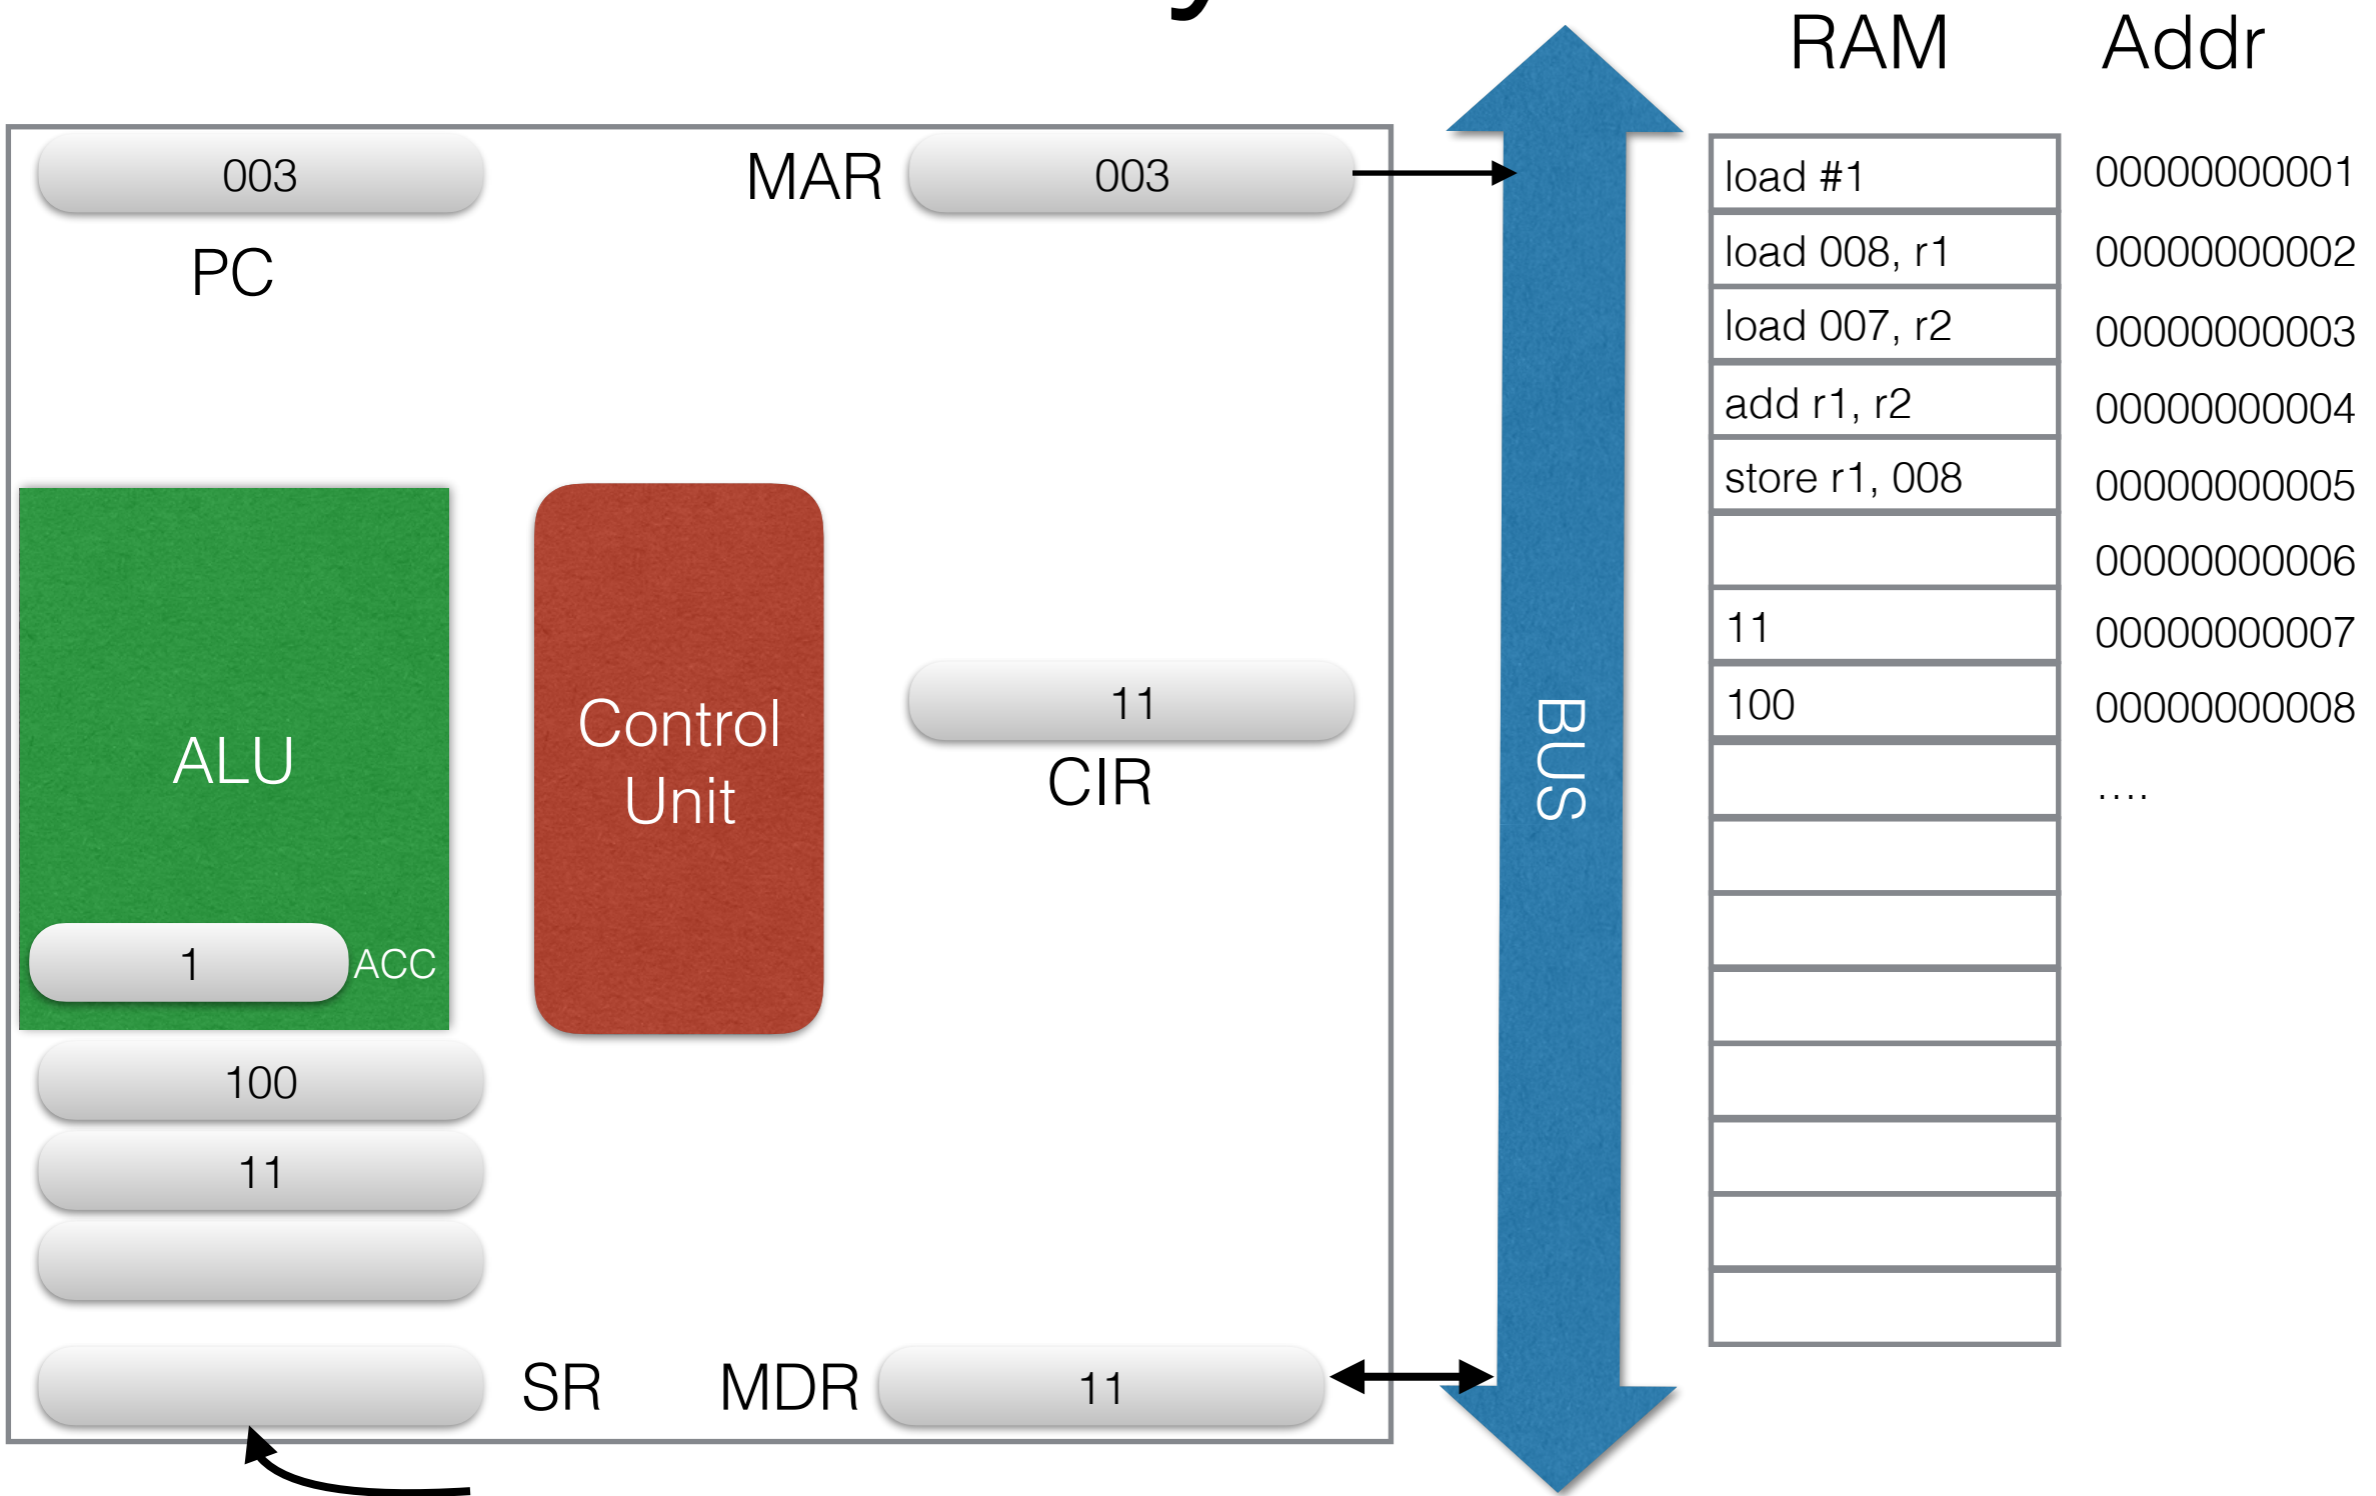 RAM Addr
003
PC
MAR
003
ALU
1
ACC
100
11
Control
Unit
11
CIR
SR
MDR
11
BUS
load #1 00000000001
load 008, r1 00000000002
load 007, r2 00000000003
add r1, r2 00000000004
store r1, 008 00000000005
00000000006
11 00000000007
100 00000000008
....